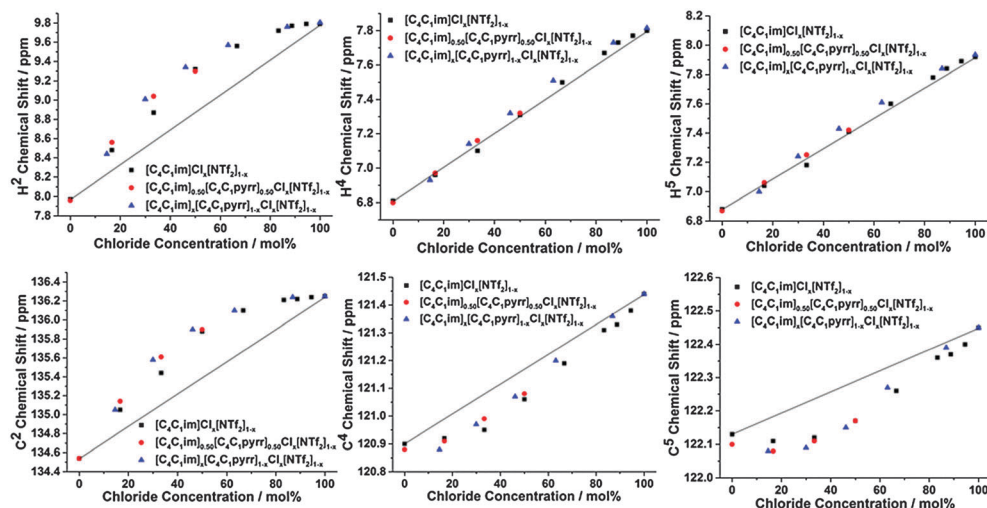 H² Chemical Shift / ppm
9.8
9.6
9.4
9.2
9.0
8.8
8.6
8.4
8.2
8.0
7.8
[C₄C₁im]Clₓ[NTf₂]₁₋ₓ
[C₄C₁im]₀.₅₀[C₄C₁pyrr]₀.₅₀Clₓ[NTf₂]₁₋ₓ
[C₄C₁im]ₓ[C₄C₁pyrr]₁₋ₓClₓ[NTf₂]₁₋ₓ
0 20 40 60 80 100
Chloride Concentration / mol%
H⁴ Chemical Shift / ppm
7.8
7.6
7.4
7.2
7.0
6.8
6.6
[C₄C₁im]Clₓ[NTf₂]₁₋ₓ
[C₄C₁im]₀.₅₀[C₄C₁pyrr]₀.₅₀Clₓ[NTf₂]₁₋ₓ
[C₄C₁im]ₓ[C₄C₁pyrr]₁₋ₓClₓ[NTf₂]₁₋ₓ
0 20 40 60 80 100
Chloride Concentration / mol%
H⁵ Chemical Shift / ppm
8.2
8.0
7.8
7.6
7.4
7.2
7.0
6.8
[C₄C₁im]Clₓ[NTf₂]₁₋ₓ
[C₄C₁im]₀.₅₀[C₄C₁pyrr]₀.₅₀Clₓ[NTf₂]₁₋ₓ
[C₄C₁im]ₓ[C₄C₁pyrr]₁₋ₓClₓ[NTf₂]₁₋ₓ
0 20 40 60 80 100
Chloride Concentration / mol%
C² Chemical Shift / ppm
136.4
136.2
136.0
135.8
135.6
135.4
135.2
135.0
134.8
134.6
134.4
[C₄C₁im]Clₓ[NTf₂]₁₋ₓ
[C₄C₁im]₀.₅₀[C₄C₁pyrr]₀.₅₀Clₓ[NTf₂]₁₋ₓ
[C₄C₁im]ₓ[C₄C₁pyrr]₁₋ₓClₓ[NTf₂]₁₋ₓ
0 20 40 60 80 100
Chloride Concentration / mol%
C⁴ Chemical Shift / ppm
121.5
121.4
121.3
121.2
121.1
121.0
120.9
120.8
[C₄C₁im]Clₓ[NTf₂]₁₋ₓ
[C₄C₁im]₀.₅₀[C₄C₁pyrr]₀.₅₀Clₓ[NTf₂]₁₋ₓ
[C₄C₁im]ₓ[C₄C₁pyrr]₁₋ₓClₓ[NTf₂]₁₋ₓ
0 20 40 60 80 100
Chloride Concentration / mol%
C⁵ Chemical Shift / ppm
122.6
122.5
122.4
122.3
122.2
122.1
122.0
[C₄C₁im]Clₓ[NTf₂]₁₋ₓ
[C₄C₁im]₀.₅₀[C₄C₁pyrr]₀.₅₀Clₓ[NTf₂]₁₋ₓ
[C₄C₁im]ₓ[C₄C₁pyrr]₁₋ₓClₓ[NTf₂]₁₋ₓ
0 20 40 60 80 100
Chloride Concentration / mol%